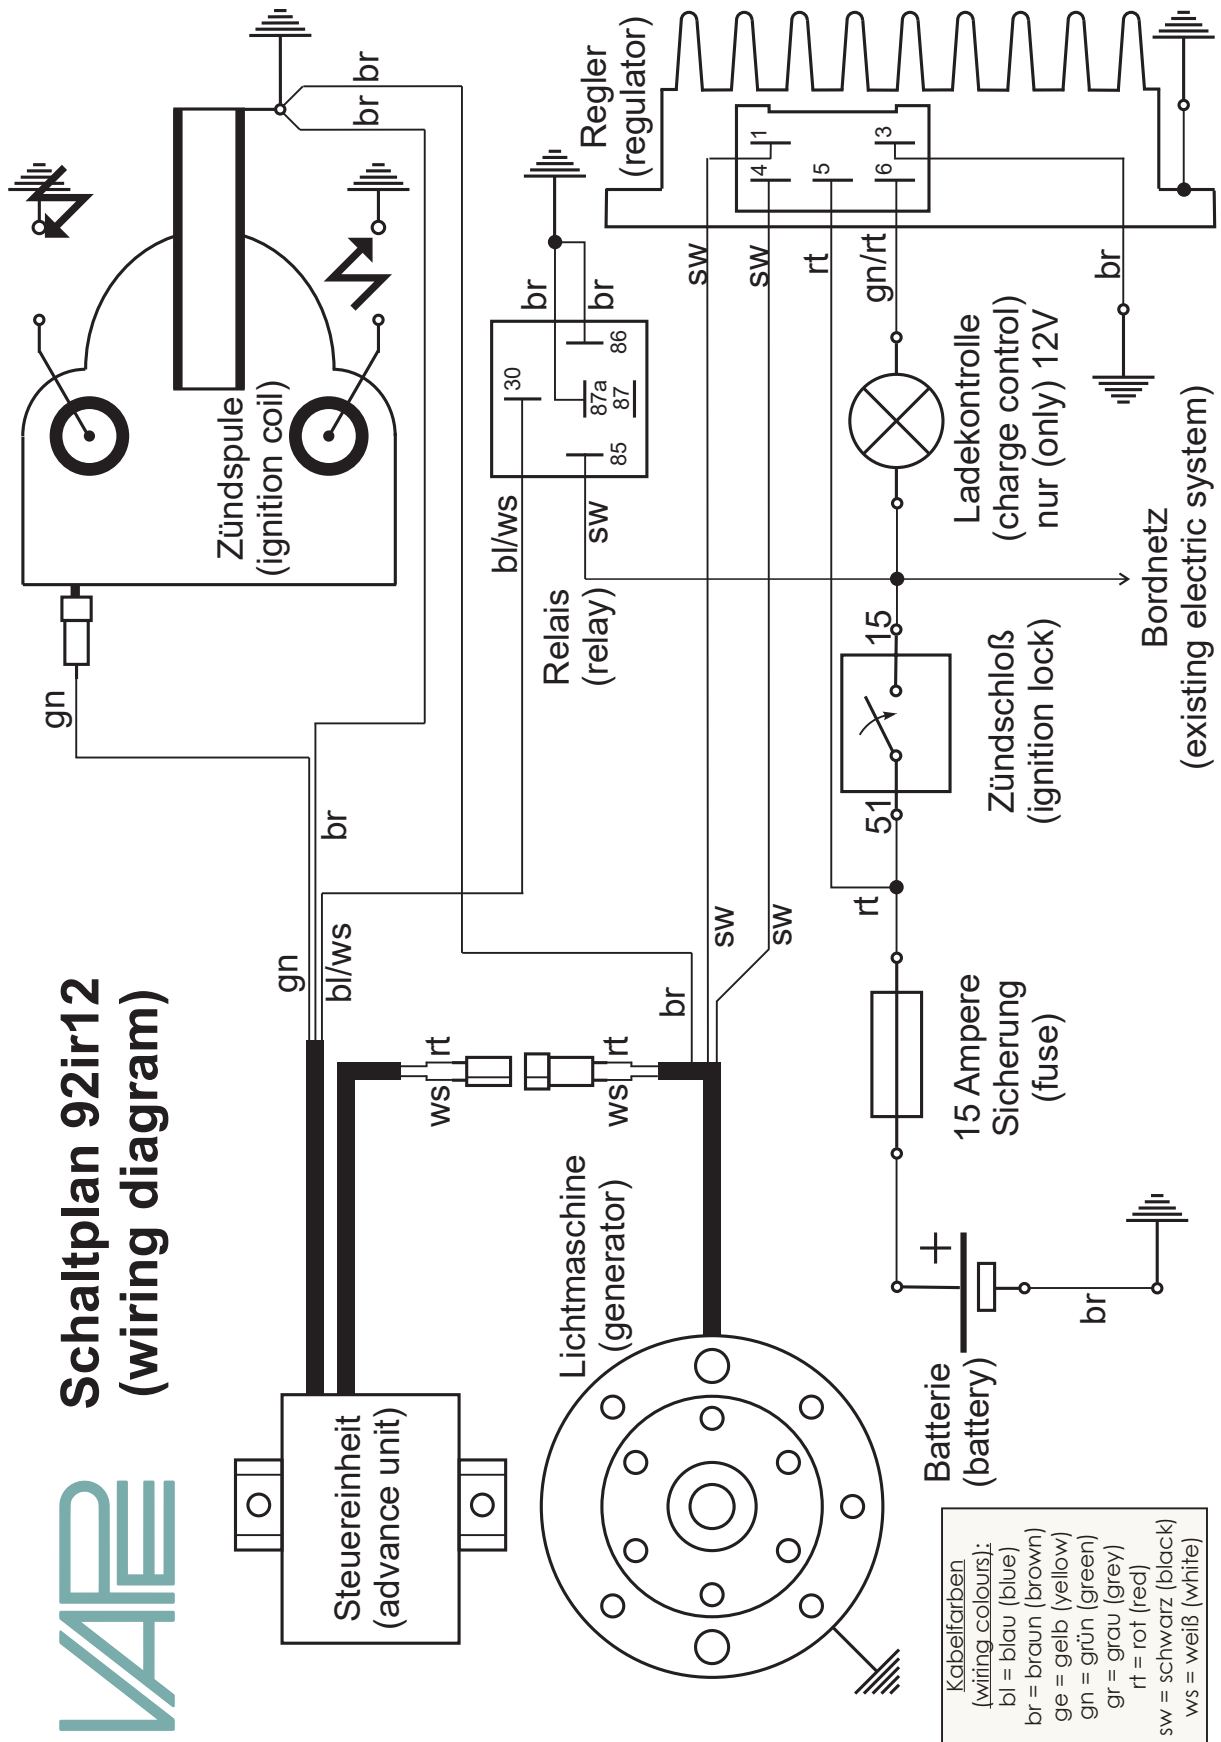 VAPE
Schaltplan 92ir12
(wiring diagram)
gn
br
br
Zündspule
(ignition coil)
gn
bl/ws
br
Steuereinheit
(advance unit)
ws
rt
ws
rt
br
Lichtmaschine
(generator)
Relais
(relay)
30
87a
87
86
85
br
br
bl/ws
sw
Regler
(regulator)
1
4
5
3
6
sw
sw
rt
gn/rt
br
sw
sw
rt
Ladekontrolle
(charge control)
nur (only) 12V
Bordnetz
(existing electric system)
15
51
Zündschloß
(ignition lock)
15 Ampere
Sicherung
(fuse)
+
br
Batterie
(battery)
Kabelfarben
(wiring colours):
bl = blau (blue)
br = braun (brown)
ge = gelb (yellow)
gn = grün (green)
gr = grau (grey)
rt = rot (red)
sw = schwarz (black)
ws = weiß (white)